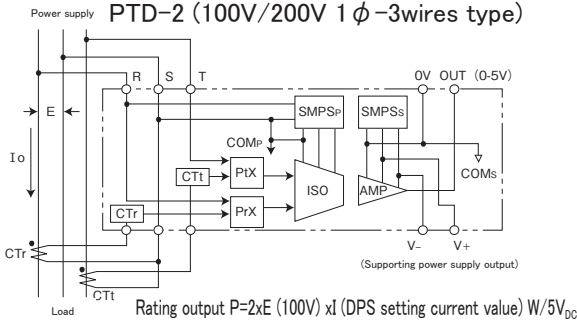 Power supply
PTD-2 (100V/200V 1ϕ-3wires type)
R S T
0V OUT (0-5V)
E
SMPSP
SMPSS
Io
COMP
COMS
CTt
PtX
ISO
AMP
CTr
PrX
CTr
V- V+
(Supporting power supply output)
CTt
Load
Rating output P=2xE (100V) xI (DPS setting current value) W/5VDC